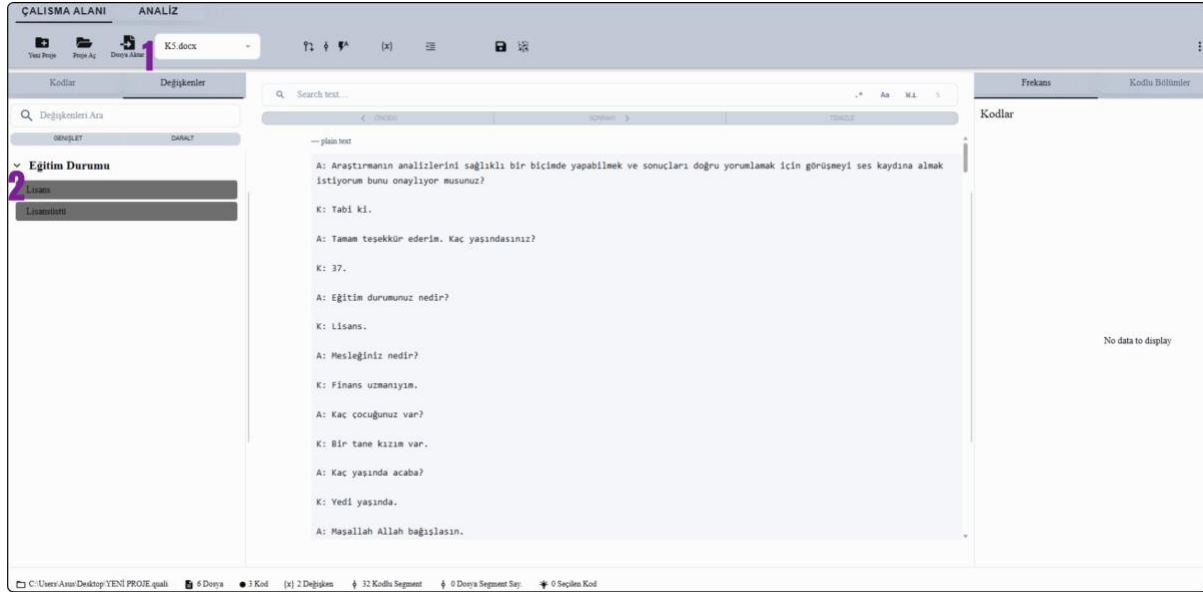 ÇALISMA ALANI ANALİZ
Yeni Proje Proje Aç Dosya Aktar 1 K5.docx {x}
Kodlar Değişkenler
Search text... .* Aa W.L
Frekans Kodlu Bölümler
Değişkenleri Ara
ÖNCEKİ SONRAKİ TEMİZLE
Kodlar
GENİŞLET DARALT
— plain text
Eğitim Durumu
2 Lisans
Lisansüstü
A: Araştırmanın analizlerini sağlıklı bir biçimde yapabilmek ve sonuçları doğru yorumlamak için görüşmeyi ses kaydına almak
istiyorum bunu onaylıyor musunuz?
K: Tabi ki.
A: Tamam teşekkür ederim. Kaç yaşındasınız?
K: 37.
A: Eğitim durumunuz nedir?
K: Lisans.
A: Mesleğiniz nedir?
K: Finans uzmanıyım.
A: Kaç çocuğunuz var?
K: Bir tane kızım var.
A: Kaç yaşında acaba?
K: Yedi yaşında.
A: Maşallah Allah bağışlasın.
No data to display
C:\Users\Asus\Desktop\YENİ PROJE.quali 6 Dosya 3 Kod {x} 2 Değişken 32 Kodlu Segment 0 Dosya Segment Say. 0 Seçilen Kod